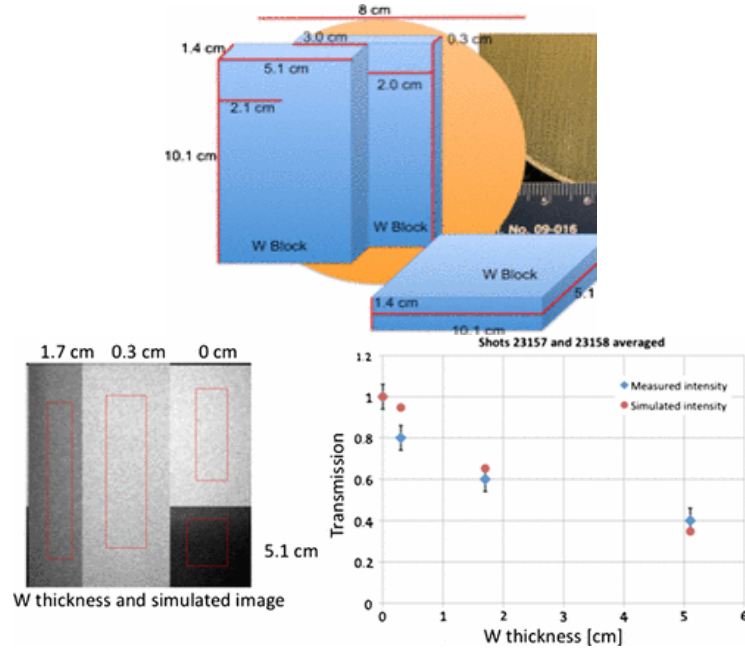 8 cm
1.4 cm
3.0 cm
0.3 cm
5.1 cm
2.1 cm
2.0 cm
10.1 cm
W Block
W Block
5 6
No. 09-016
W Block
5.1
1.4 cm
10.1 cm
1.7 cm 0.3 cm 0 cm
5.1 cm
W thickness and simulated image
Shots 23157 and 23158 averaged
1.2
1
0.8
0.6
0.4
0.2
0
Transmission
Measured intensity
Simulated intensity
0 1 2 3 4 5 6
W thickness [cm]